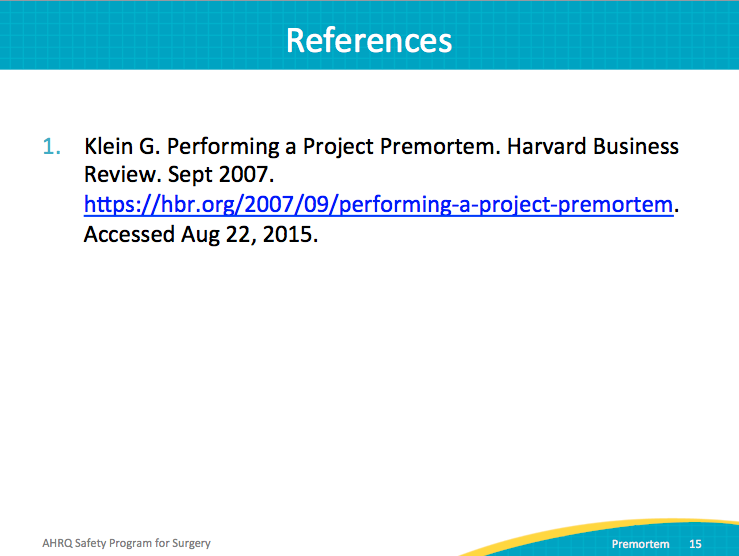 References
1. Klein G. Performing a Project Premortem. Harvard Business
Review. Sept 2007.
https://hbr.org/2007/09/performing-a-project-premortem.
Accessed Aug 22, 2015.
AHRQ Safety Program for Surgery
Premortem 15